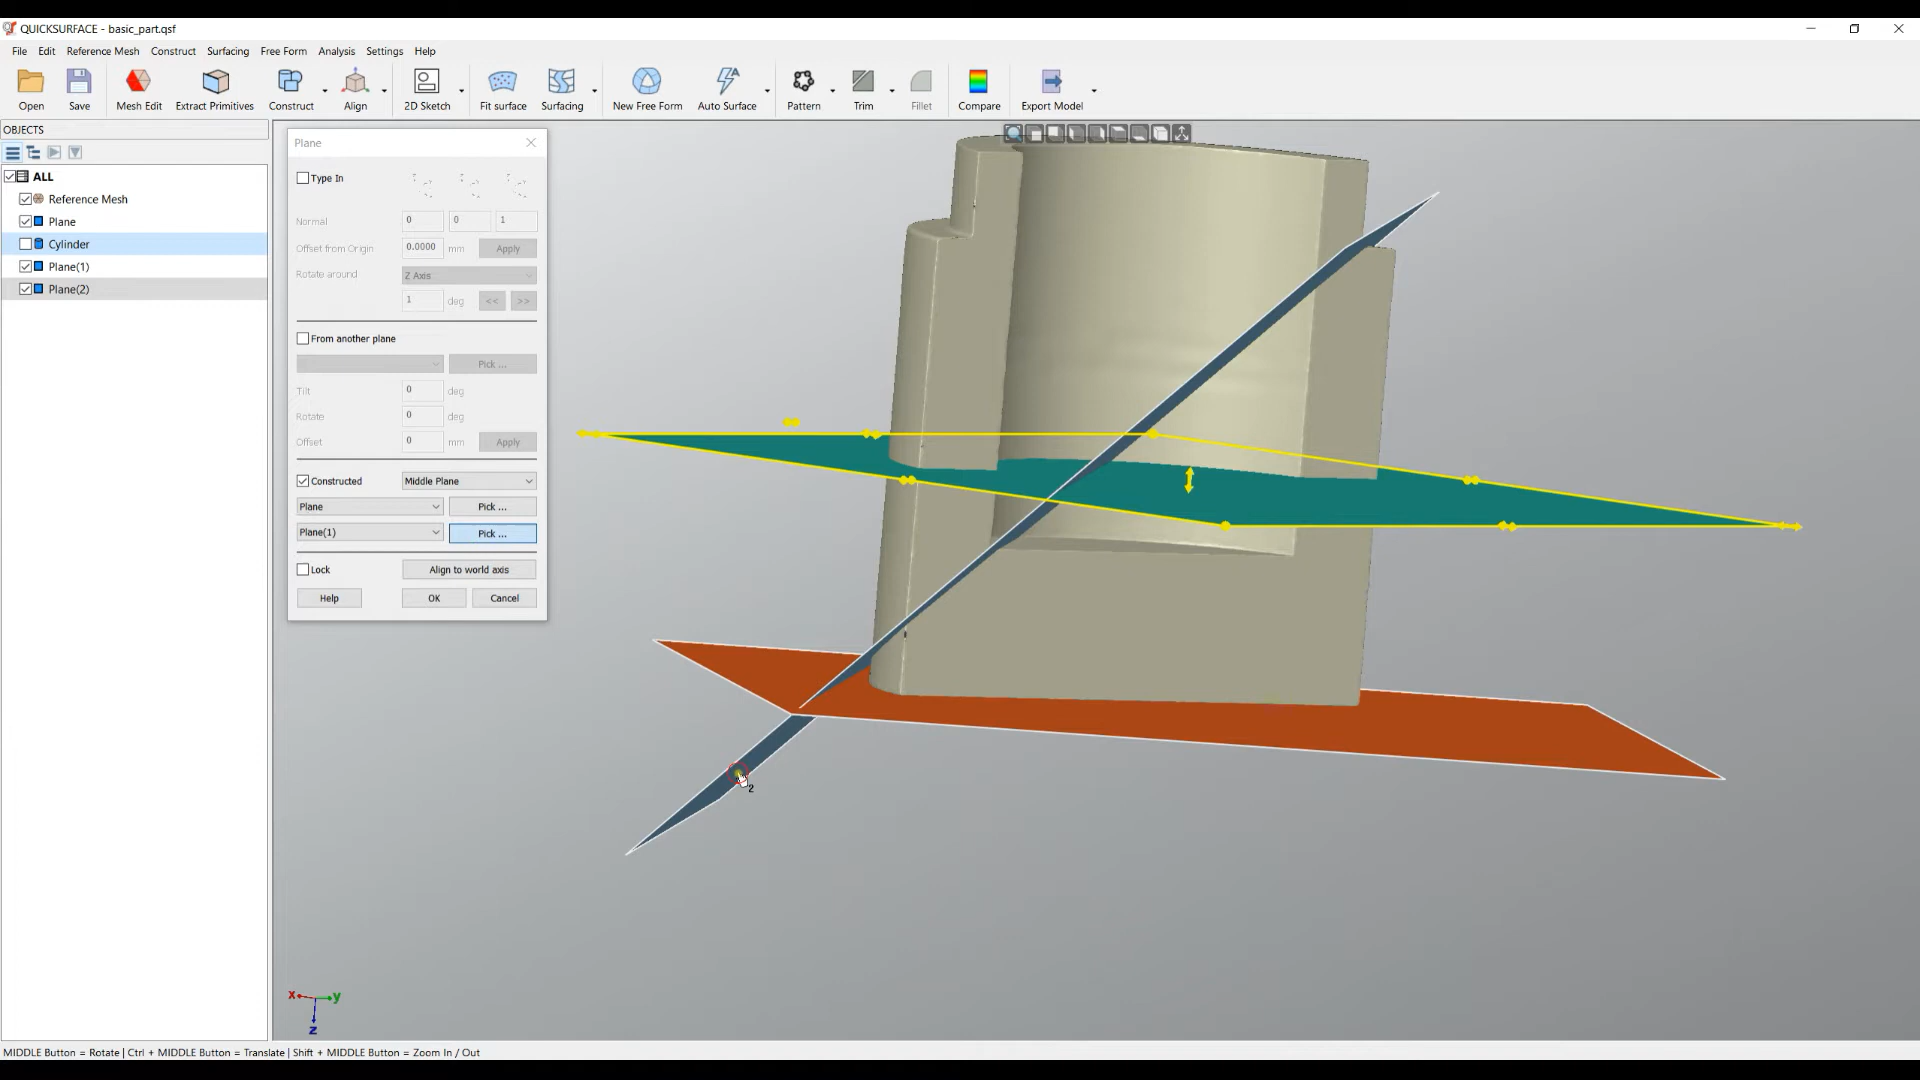 QUICKSURFACE - basic_part.qsf
File Edit Reference Mesh Construct Surfacing Free Form Analysis Settings Help
Open Save Mesh Edit Extract Primitives Construct Align 2D Sketch Fit surface Surfacing New Free Form Auto Surface Pattern Trim Fillet Compare Export Model
OBJECTS
ALL
Reference Mesh
Plane
Cylinder
Plane(1)
Plane(2)
Plane
Type In
Normal 0 0 1
Offset from Origin 0.0000 mm Apply
Rotate around Z Axis
1 deg << >>
From another plane
Pick ...
Tilt 0 deg
Rotate 0 deg
Offset 0 mm Apply
Constructed Middle Plane
Plane Pick ...
Plane(1) Pick ...
Lock Align to world axis
Help OK Cancel
2
x y
z
MIDDLE Button = Rotate | Ctrl + MIDDLE Button = Translate | Shift + MIDDLE Button = Zoom In / Out